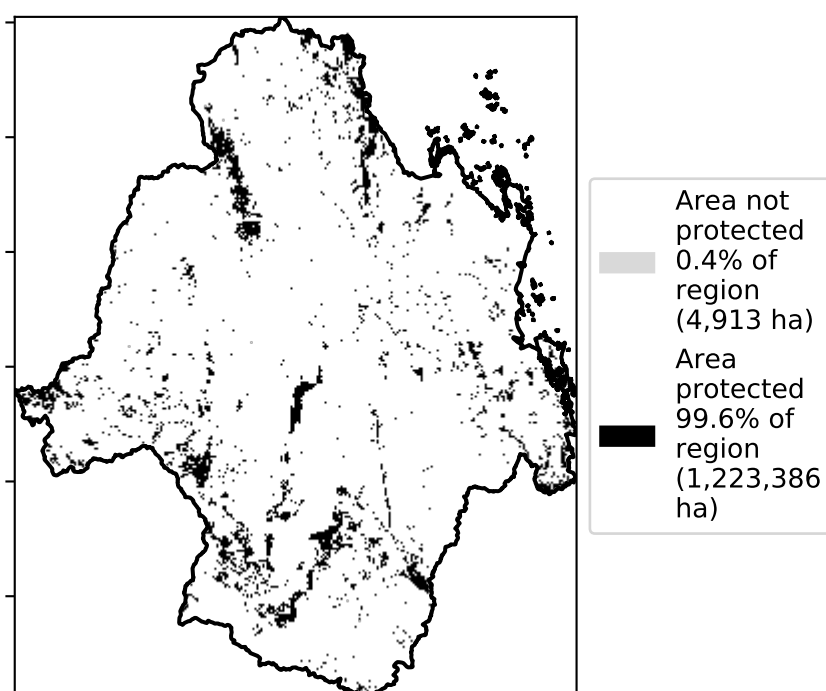 Area not
protected
0.4% of
region
(4,913 ha)
Area
protected
99.6% of
region
(1,223,386
ha)